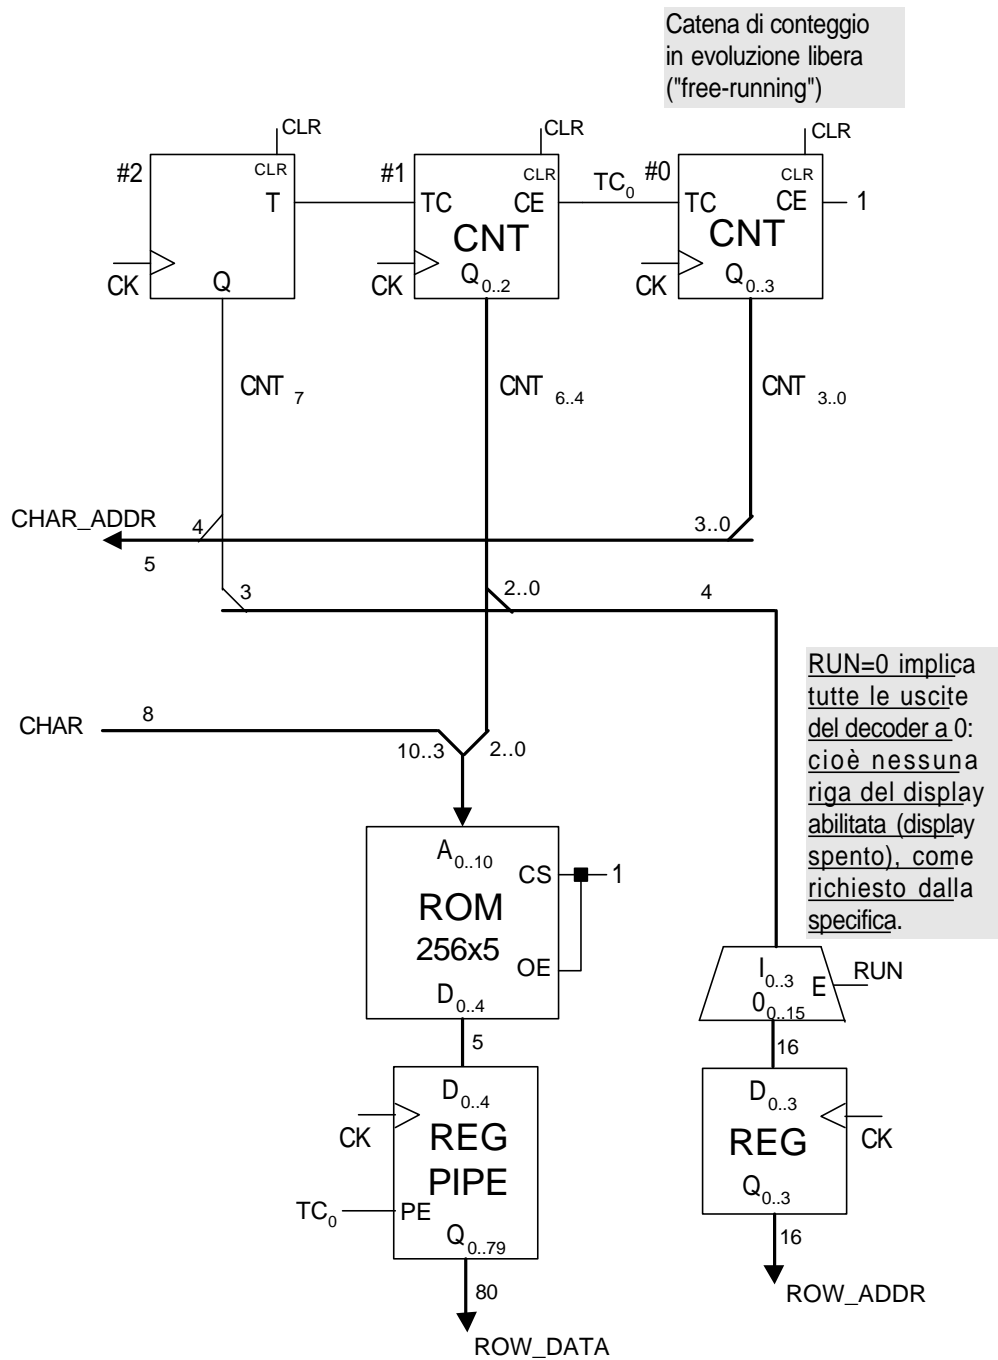 Catena di conteggio
in evoluzione libera
("free-running")
CLR
CLR
CLR
#2
CLR
T
CK
Q
#1
CLR
TC
CE
CNT
CK
Q0..2
TC0
#0
CLR
TC
CE
1
CNT
CK
Q0..3
CNT 7
CNT 6..4
CNT 3..0
CHAR_ADDR
4
3..0
5
3
2..0
4
RUN=0 implica
tutte le uscite
del decoder a 0:
cioè nessuna
riga del display
abilitata (display
spento), come
richiesto dalla
specifica.
CHAR
8
10..3
2..0
A0..10
CS
1
ROM
256x5
OE
D0..4
I0..3
E
RUN
00..15
5
16
D0..4
CK
REG
PIPE
TC0
PE
Q0..79
D0..3
CK
REG
Q0..3
80
16
ROW_ADDR
ROW_DATA